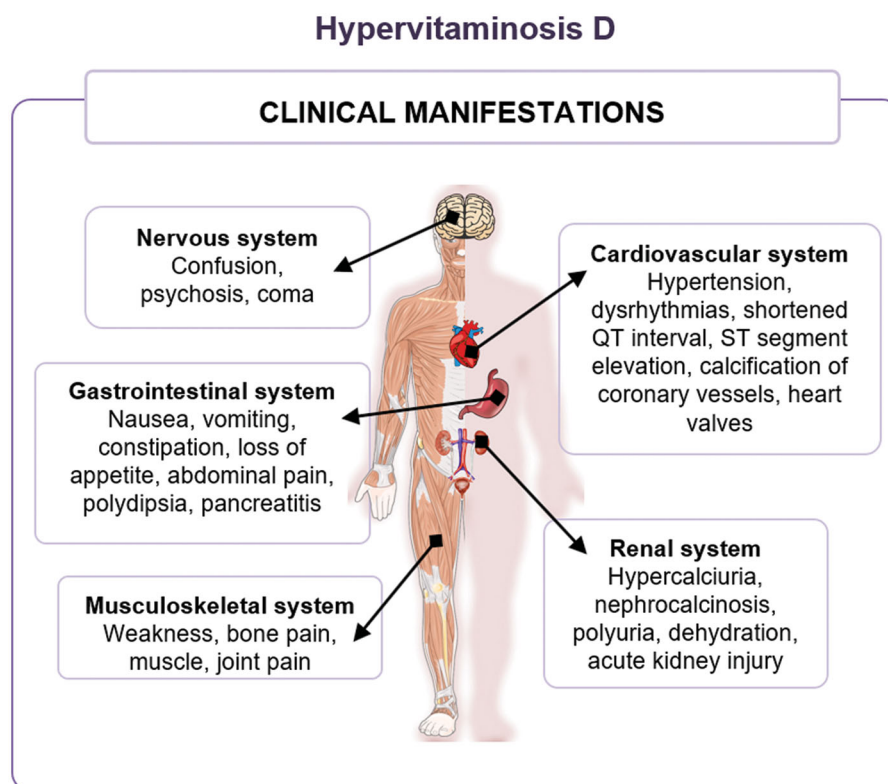 Hypervitaminosis D
CLINICAL MANIFESTATIONS
Nervous system
Confusion,
psychosis, coma
Cardiovascular system
Hypertension,
dysrhythmias, shortened
QT interval, ST segment
elevation, calcification of
coronary vessels, heart
valves
Gastrointestinal system
Nausea, vomiting,
constipation, loss of
appetite, abdominal pain,
polydipsia, pancreatitis
Renal system
Hypercalciuria,
nephrocalcinosis,
polyuria, dehydration,
acute kidney injury
Musculoskeletal system
Weakness, bone pain,
muscle, joint pain